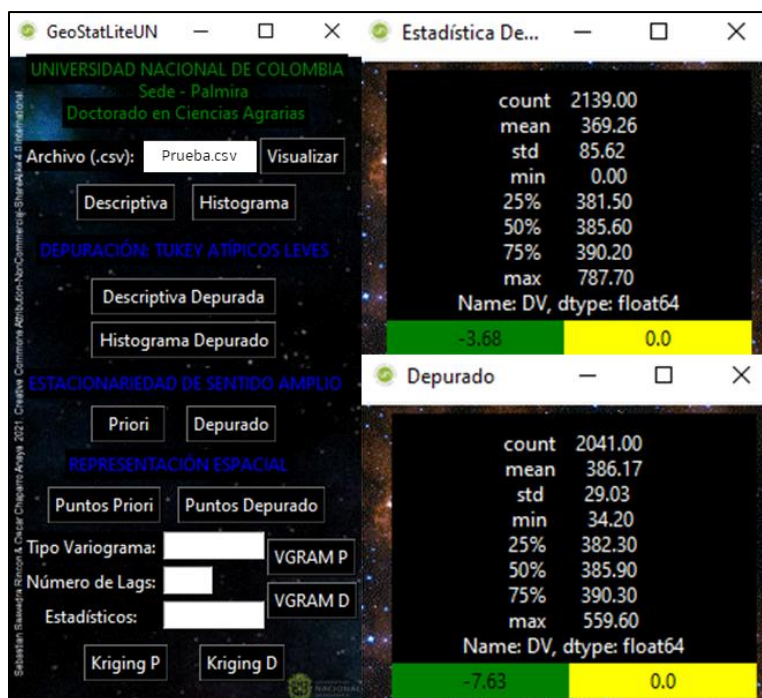 GeoStatLiteUN
UNIVERSIDAD NACIONAL DE COLOMBIA
Sede - Palmira
Doctorado en Ciencias Agrarias
Archivo (.csv): Prueba.csv Visualizar
Descriptiva Histograma
DEPURACIÓN: TUKEY ATÍPICOS LEVES
Descriptiva Depurada
Histograma Depurado
ESTACIONARIEDAD DE SENTIDO AMPLIO
Priori Depurado
REPRESENTACIÓN ESPACIAL
Puntos Priori Puntos Depurado
Tipo Variograma: VGRAM P
Número de Lags:
VGRAM D
Estadísticos:
Kriging P Kriging D
Sebastian Saavedra Rincon & Oscar Chaparro Anaya 2021. Creative Commons Attribution-NonCommercial-ShareAlike 4.0 International.
NACIONAL
Estadística De...
count 2139.00
mean 369.26
std 85.62
min 0.00
25% 381.50
50% 385.60
75% 390.20
max 787.70
Name: DV, dtype: float64
-3.68 0.0
Depurado
count 2041.00
mean 386.17
std 29.03
min 34.20
25% 382.30
50% 385.90
75% 390.30
max 559.60
Name: DV, dtype: float64
-7.63 0.0